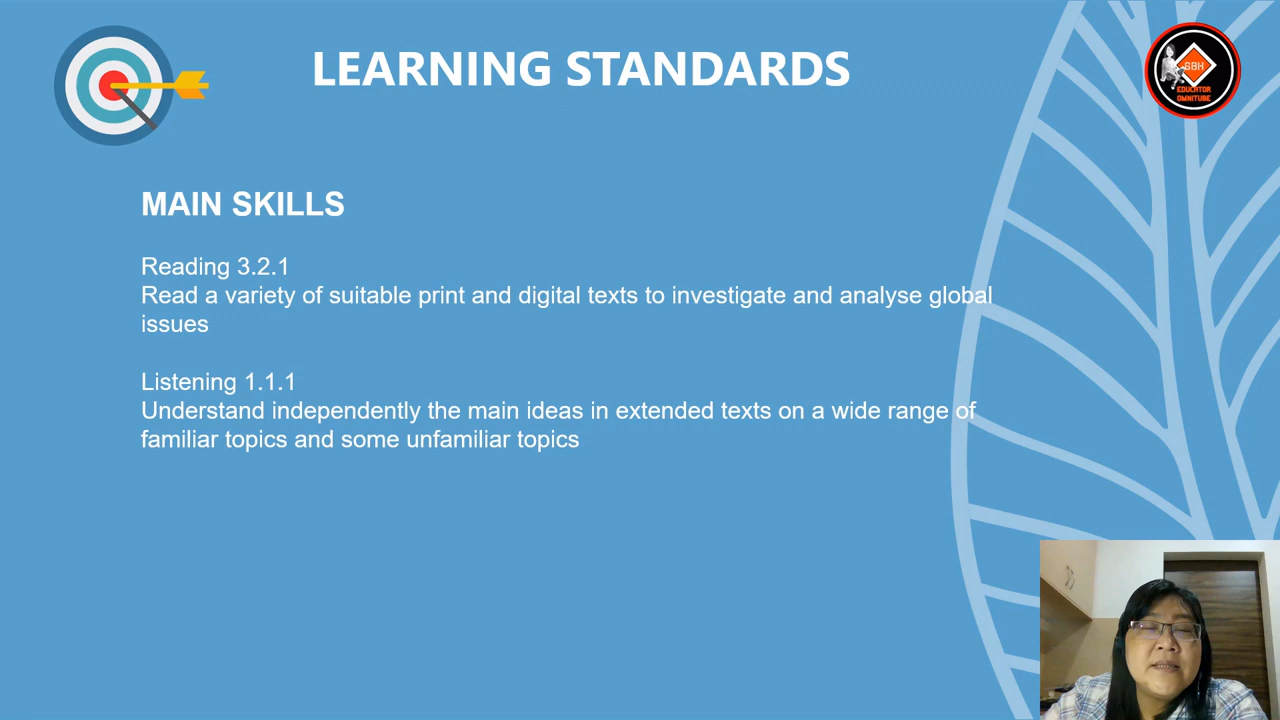 LEARNING STANDARDS
GBH
EDUCATOR
OMNITUBE
MAIN SKILLS
Reading 3.2.1
Read a variety of suitable print and digital texts to investigate and analyse global
issues
Listening 1.1.1
Understand independently the main ideas in extended texts on a wide range of
familiar topics and some unfamiliar topics